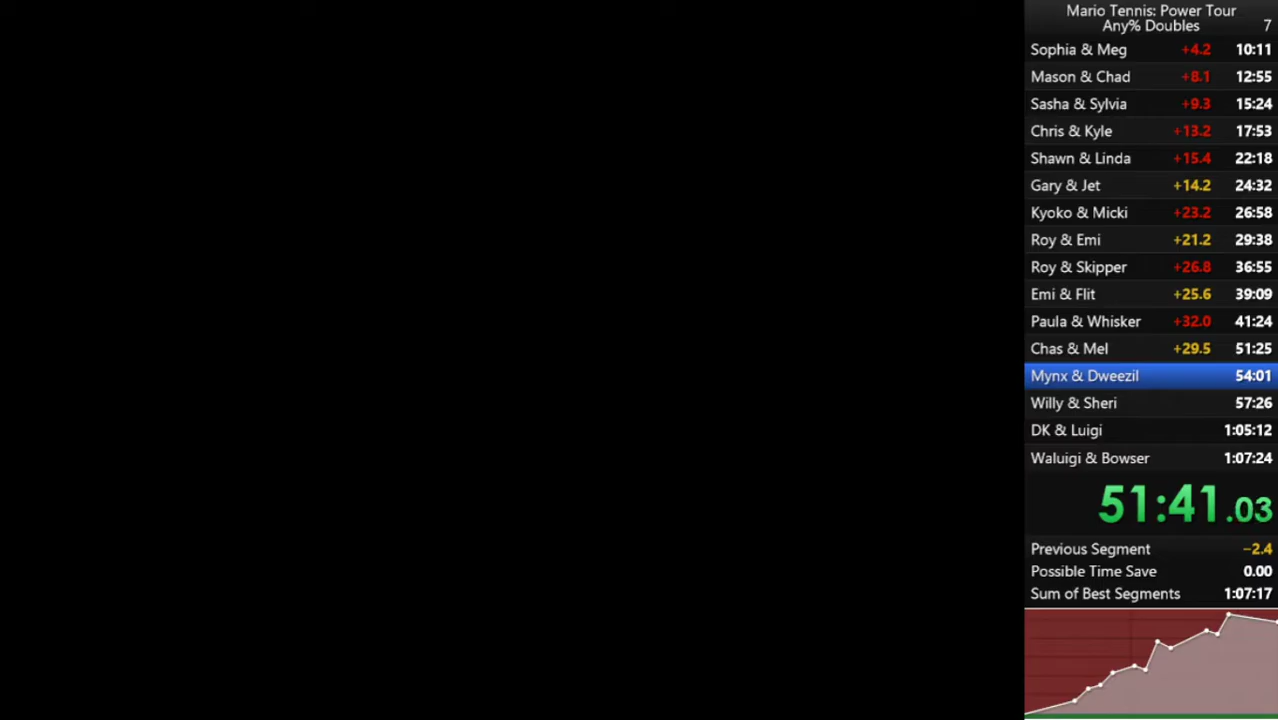 Mario Tennis: Power Tour
Any% Doubles 7
Sophia & Meg +4.2 10:11
Mason & Chad +8.1 12:55
Sasha & Sylvia +9.3 15:24
Chris & Kyle +13.2 17:53
Shawn & Linda +15.4 22:18
Gary & Jet +14.2 24:32
Kyoko & Micki +23.2 26:58
Roy & Emi +21.2 29:38
Roy & Skipper +26.8 36:55
Emi & Flit +25.6 39:09
Paula & Whisker +32.0 41:24
Chas & Mel +29.5 51:25
Mynx & Dweezil 54:01
Willy & Sheri 57:26
DK & Luigi 1:05:12
Waluigi & Bowser 1:07:24
51:41.03
Previous Segment −2.4
Possible Time Save 0.00
Sum of Best Segments 1:07:17